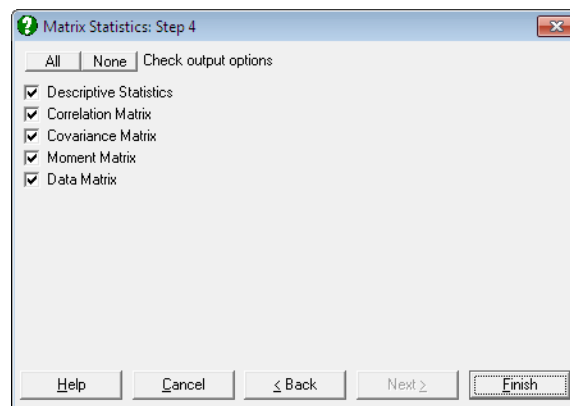 Matrix Statistics: Step 4
All None Check output options
Descriptive Statistics
Correlation Matrix
Covariance Matrix
Moment Matrix
Data Matrix
Help Cancel < Back Next > Finish